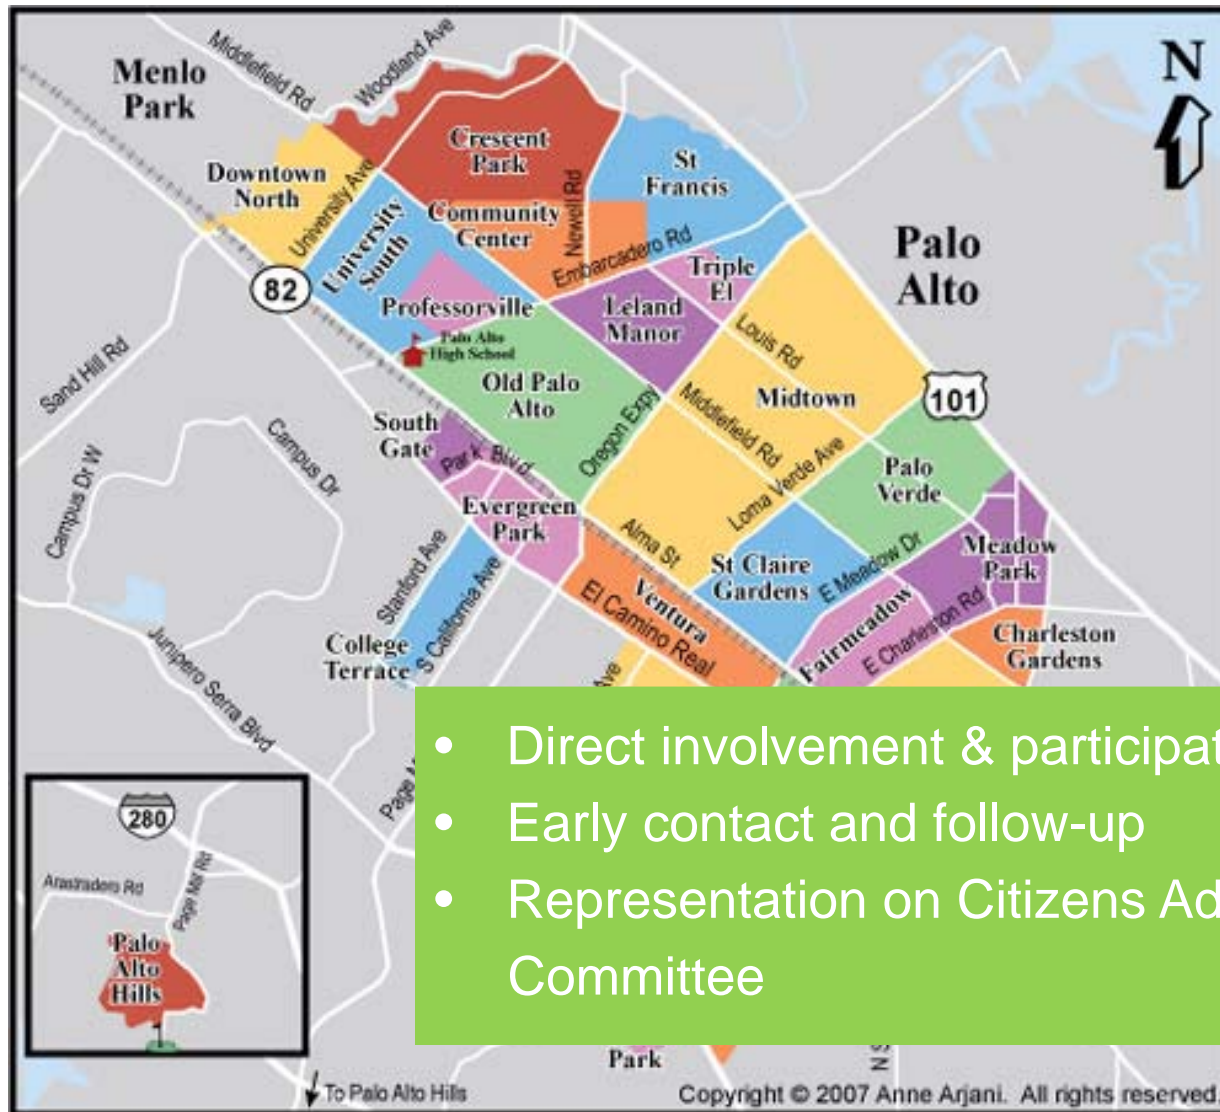 Menlo
Park
Middlefield Rd
Woodland Ave
N
Crescent
Park
St
Francis
Downtown
North
University Ave
University
South
Community
Center
Newell Rd
Embarcadero Rd
Palo
Alto
82
Professorville
Triple
El
Leland
Manor
Palo Alto
High School
Louis Rd
Sand Hill Rd
Old Palo
Alto
Midtown
101
South
Gate
Park Blvd
Oregon Expy
Middlefield Rd
Campus Dr
Campus Dr W
Loma Verde Ave
Palo
Verde
Evergreen
Park
Alma St
Stanford Ave
S California Ave
St Claire
Gardens
E Meadow Dr
Meadow
Park
Ventura
El Camino Real
Fairmeadow
E Charleston Rd
Charleston
Gardens
College
Terrace
Junipero Serra Blvd
Ave
Page
• Direct involvement & participat
• Early contact and follow-up
• Representation on Citizens Ad
Committee
280
Arastradero Rd
Page Mill Rd
Palo
Alto
Hills
Park
N S
To Palo Alto Hills
Copyright © 2007 Anne Arjani. All rights reserved.